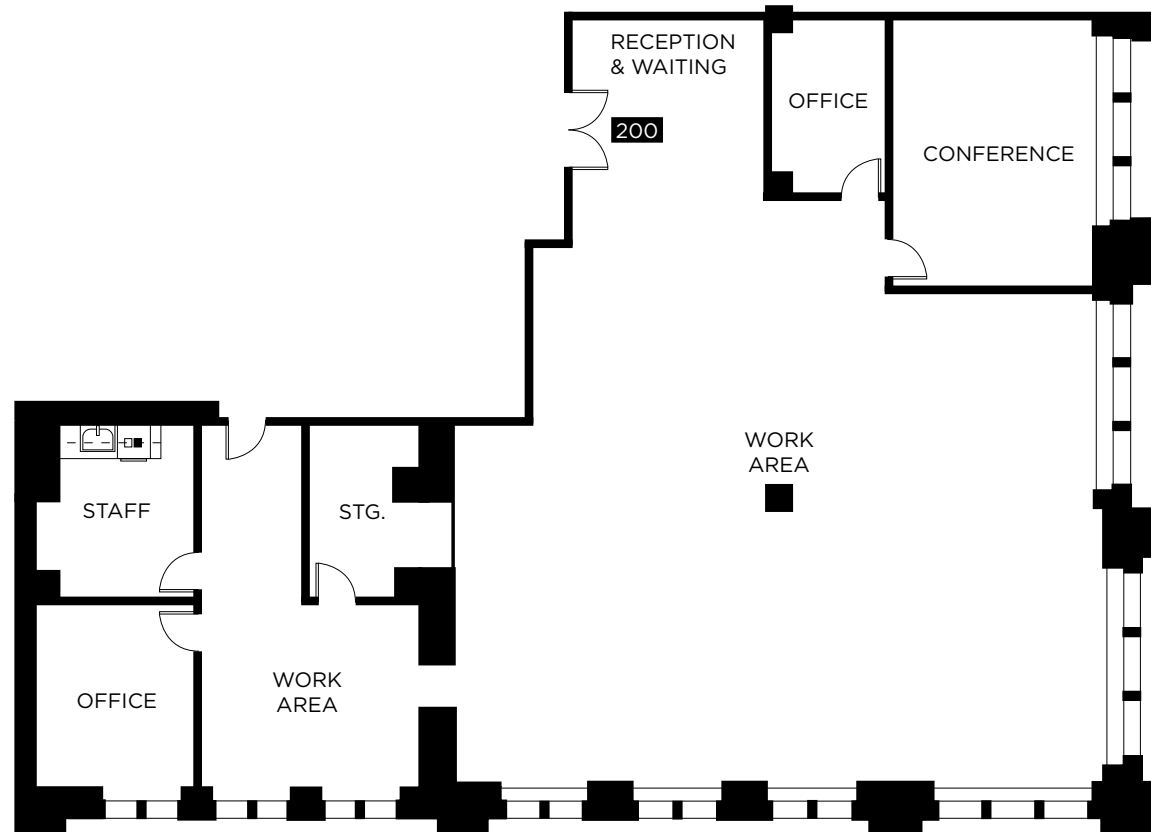 RECEPTION
& WAITING
200
OFFICE
CONFERENCE
WORK
AREA
STAFF
STG.
OFFICE
WORK
AREA